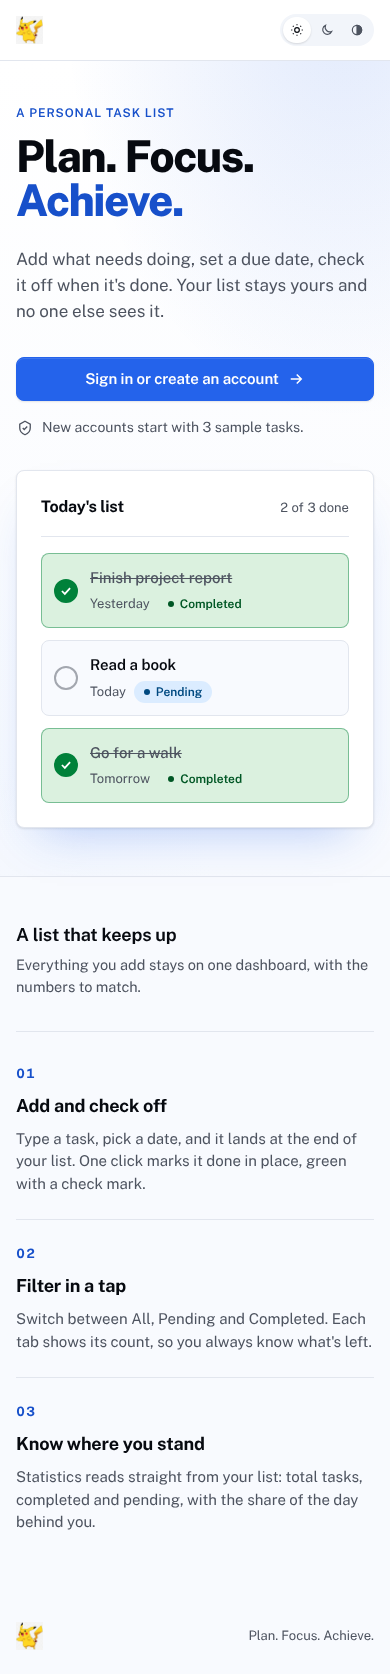 A PERSONAL TASK LIST
Plan. Focus.
Achieve.
Add what needs doing, set a due date, check
it off when it's done. Your list stays yours and
no one else sees it.
Sign in or create an account
New accounts start with 3 sample tasks.
Today's list 2 of 3 done
Finish project report
Yesterday Completed
Read a book
Today Pending
Go for a walk
Tomorrow Completed
A list that keeps up
Everything you add stays on one dashboard, with the
numbers to match.
01
Add and check off
Type a task, pick a date, and it lands at the end of
your list. One click marks it done in place, green
with a check mark.
02
Filter in a tap
Switch between All, Pending and Completed. Each
tab shows its count, so you always know what's left.
03
Know where you stand
Statistics reads straight from your list: total tasks,
completed and pending, with the share of the day
behind you.
Plan. Focus. Achieve.